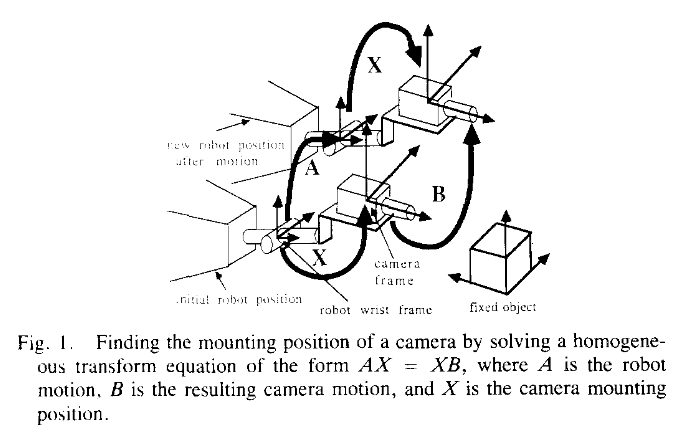 X
new robot position
after motion
A
B
X
camera
frame
initial robot position
robot wrist frame
fixed object
Fig. 1. Finding the mounting position of a camera by solving a homogene-
ous transform equation of the form AX = XB, where A is the robot
motion, B is the resulting camera motion, and X is the camera mounting
position.